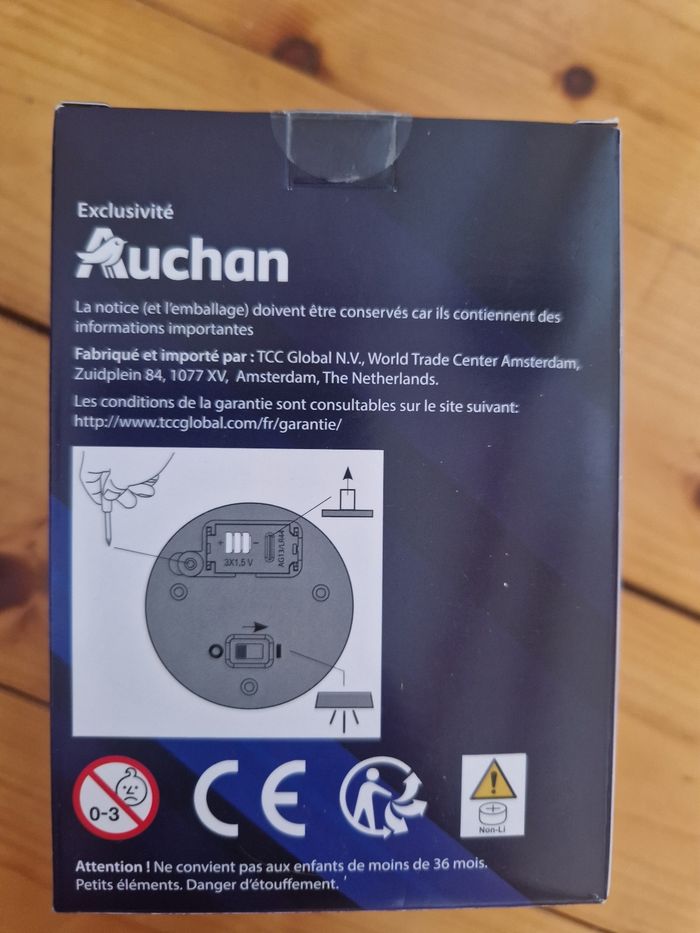 Exclusivité
Auchan
La notice (et l'emballage) doivent être conservés car ils contiennent des
informations importantes
Fabriqué et importé par : TCC Global N.V., World Trade Center Amsterdam,
Zuidplein 84, 1077 XV, Amsterdam, The Netherlands.
Les conditions de la garantie sont consultables sur le site suivant:
http://www.tccglobal.com/fr/garantie/
+ -
3X1,5 V
AG13/LR44
0-3
CE
Non-Li
Attention ! Ne convient pas aux enfants de moins de 36 mois.
Petits éléments. Danger d'étouffement.